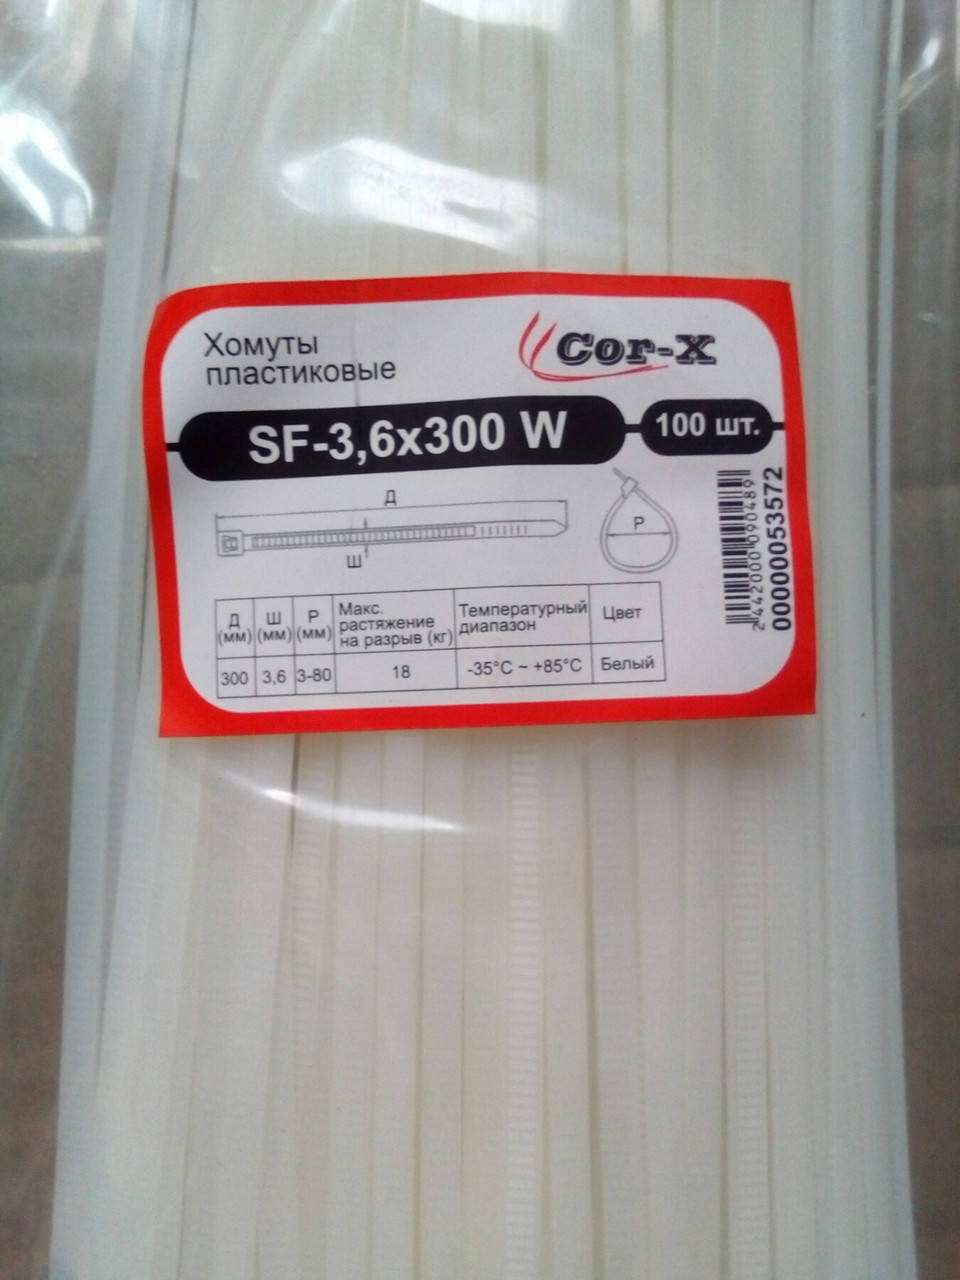 Хомуты
пластиковые
Cor-X
SF-3,6x300 W
100 шт.
Д
Ш
Р
2442000090489
00000053572
Д (мм) Ш (мм) Р (мм) Макс. растяжение на разрыв (кг) Температурный диапазон Цвет
300 3,6 3-80 18 -35°C ~ +85°C Белый